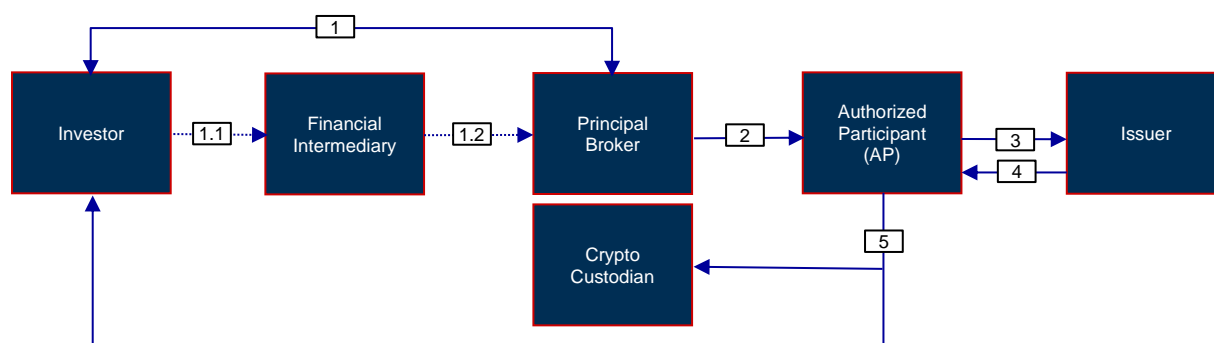 1
Investor
1.1
Financial
Intermediary
1.2
Principal
Broker
2
Authorized
Participant
(AP)
3
4
Issuer
5
Crypto
Custodian